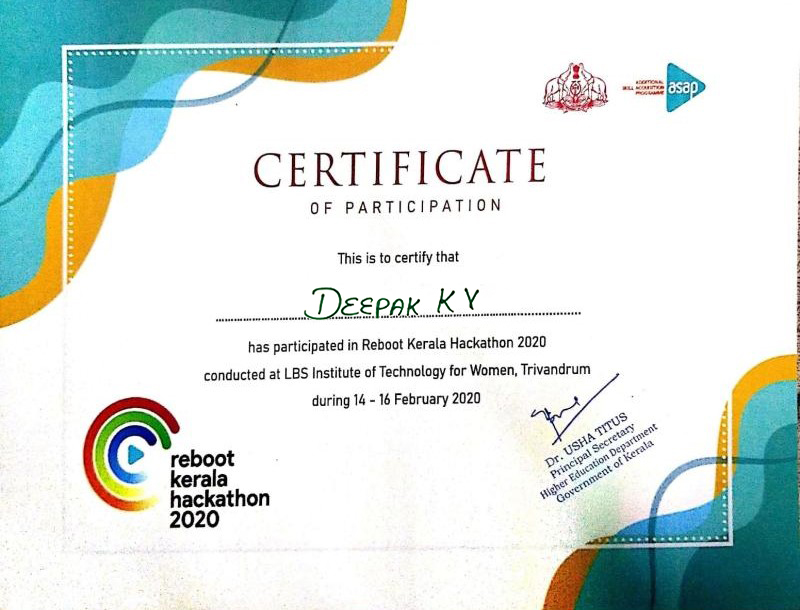 ADDITIONAL
SKILL ACQUISITION
PROGRAMME
asap
CERTIFICATE
OF PARTICIPATION
This is to certify that
DEEPAK K Y
has participated in Reboot Kerala Hackathon 2020
conducted at LBS Institute of Technology for Women, Trivandrum
during 14 - 16 February 2020
Dr. USHA TITUS
Principal Secretary
Higher Education Department
Government of Kerala
reboot
kerala
hackathon
2020